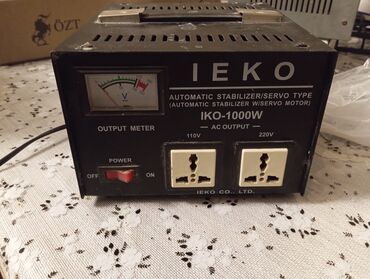 ÖZT
IEKO
AUTOMATIC STABILIZER/SERVO TYPE
(AUTOMATIC STABILIZER W/SERVO MOTOR)
IKO-1000W
AC OUTPUT
110V 220V
V
OUTPUT METER
POWER
OFF ON
IEKO CO., LTD.